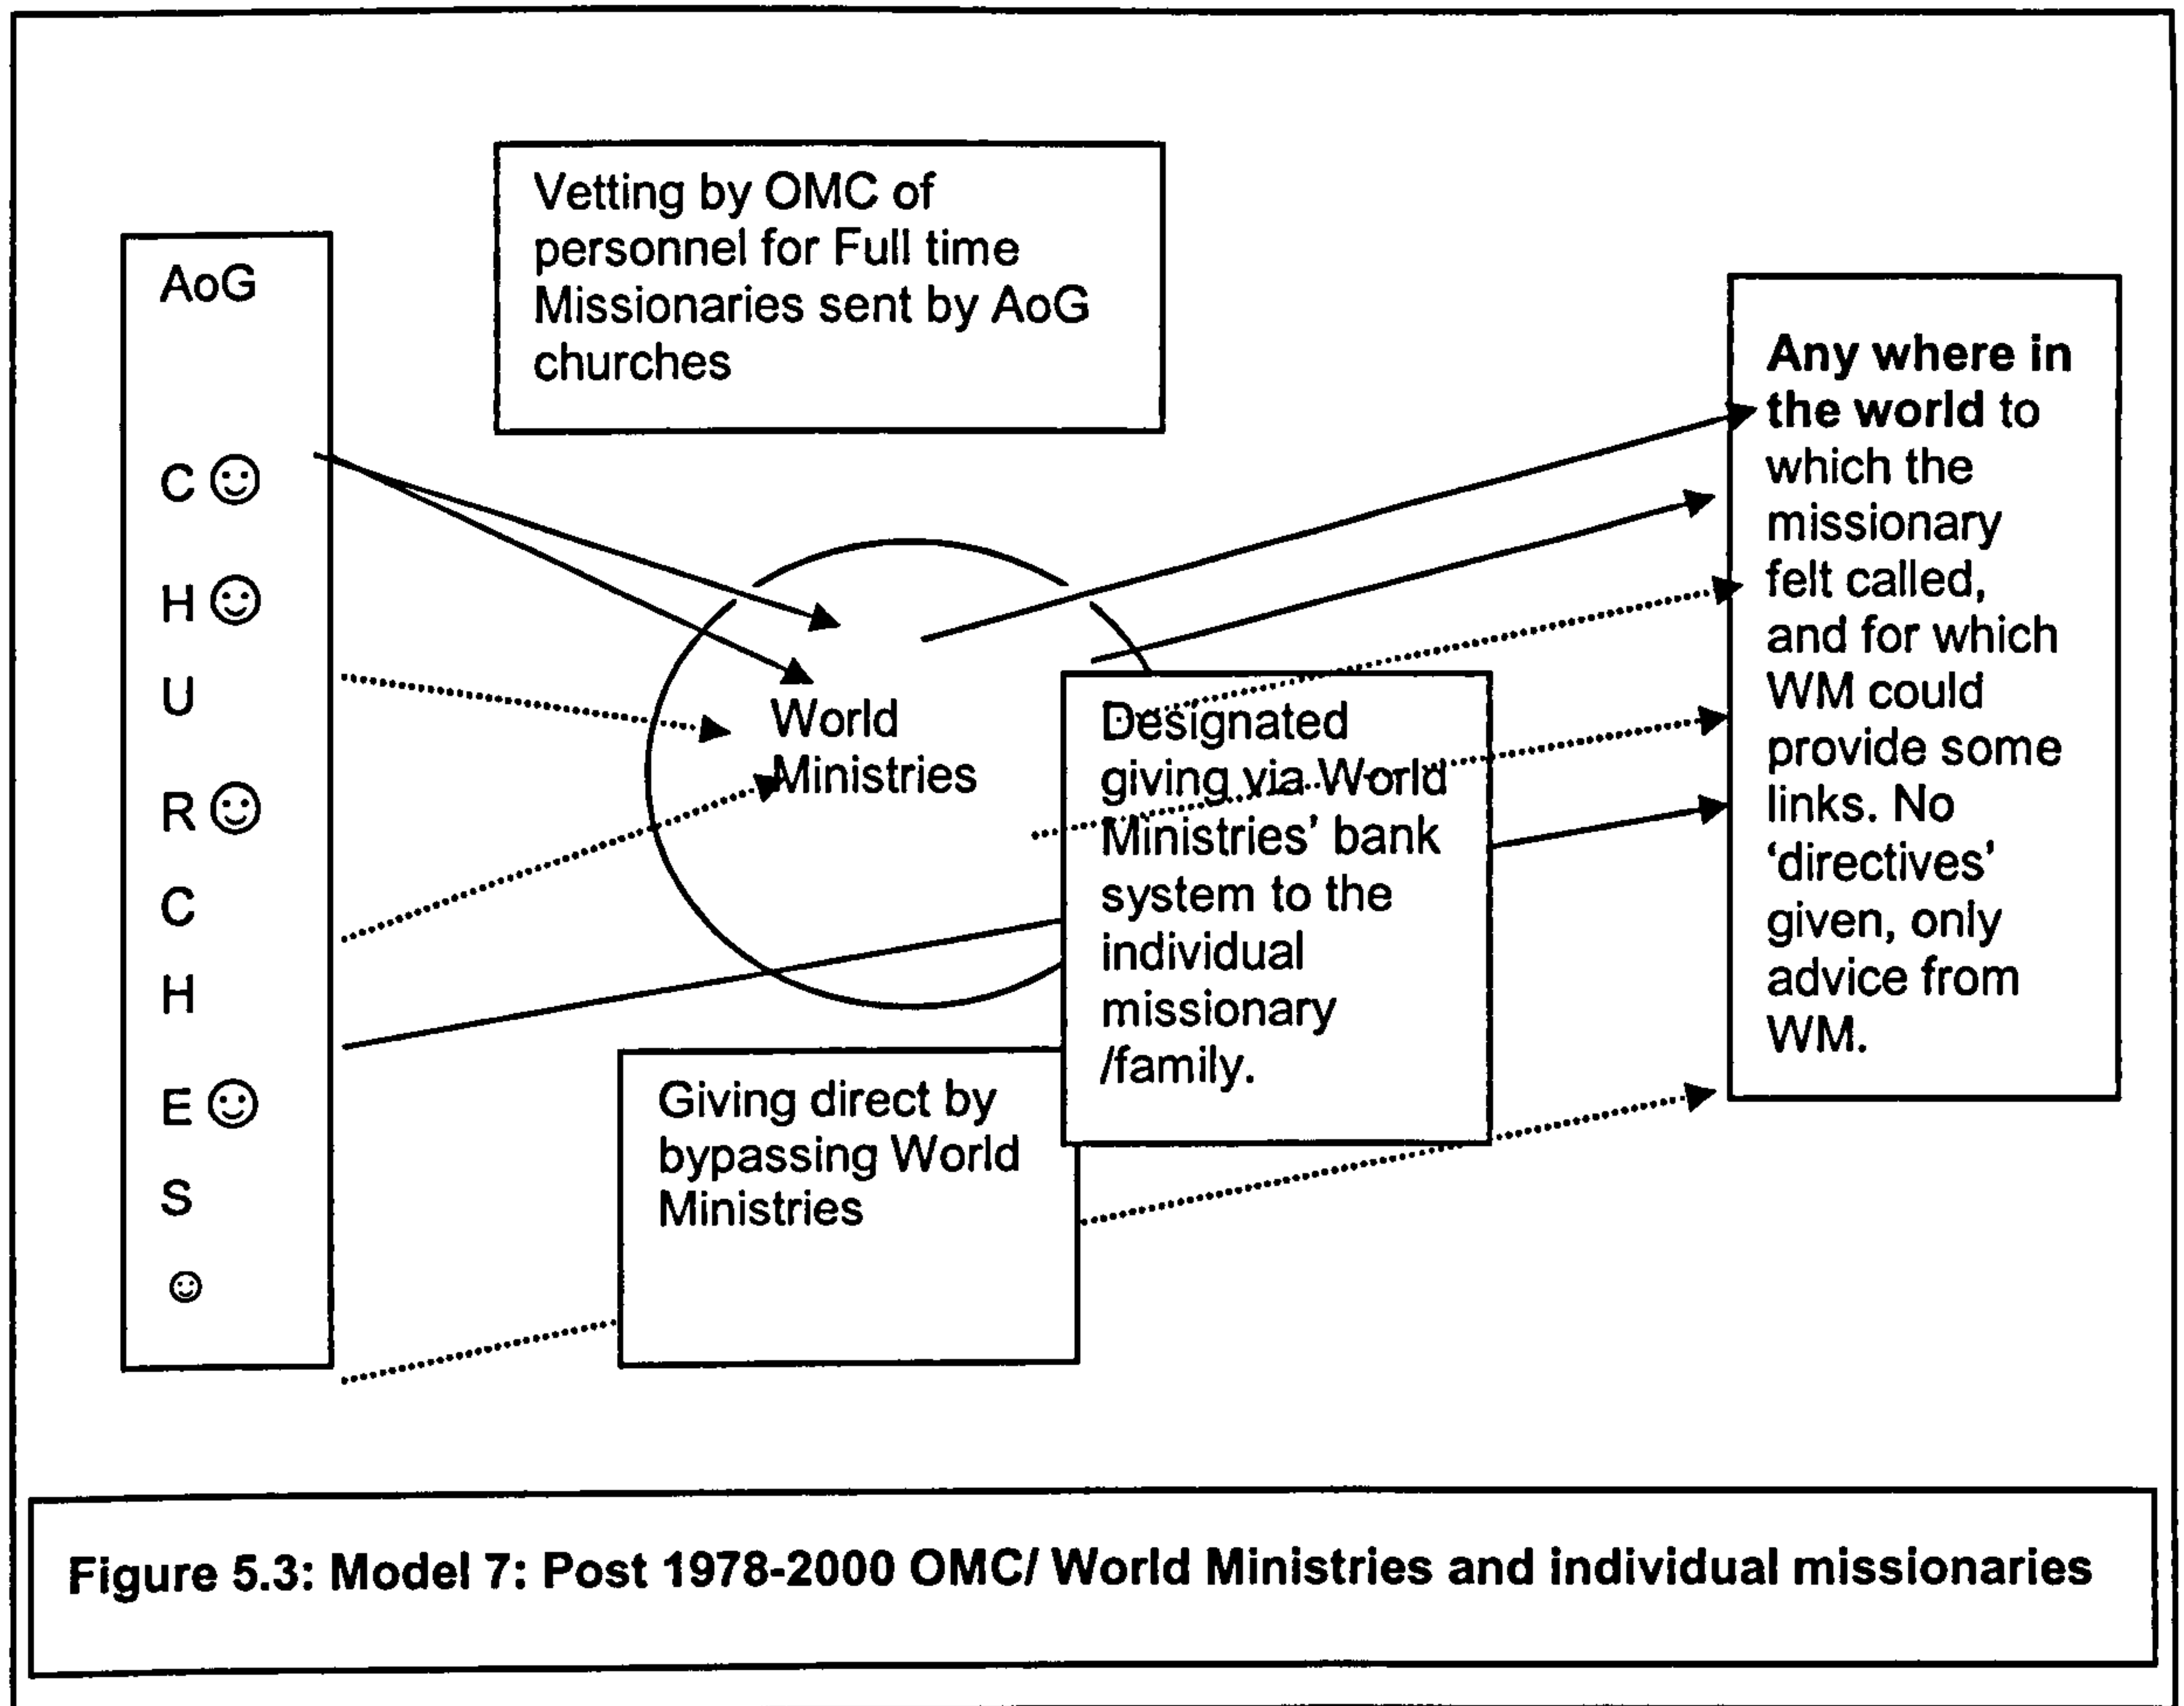 Vetting by OMC of
personnel for Full time
Missionaries sent by AoG
churches
AoG
C
H
U
R
C
H
E
S
World
Ministries
Designated
giving via World
Ministries’ bank
system to the
individual
missionary
/family.
Giving direct by
bypassing World
Ministries
Any where in
the world to
which the
missionary
felt called,
and for which
WM could
provide some
links. No
‘directives’
given, only
advice from
WM.
Figure 5.3: Model 7: Post 1978-2000 OMC/ World Ministries and individual missionaries